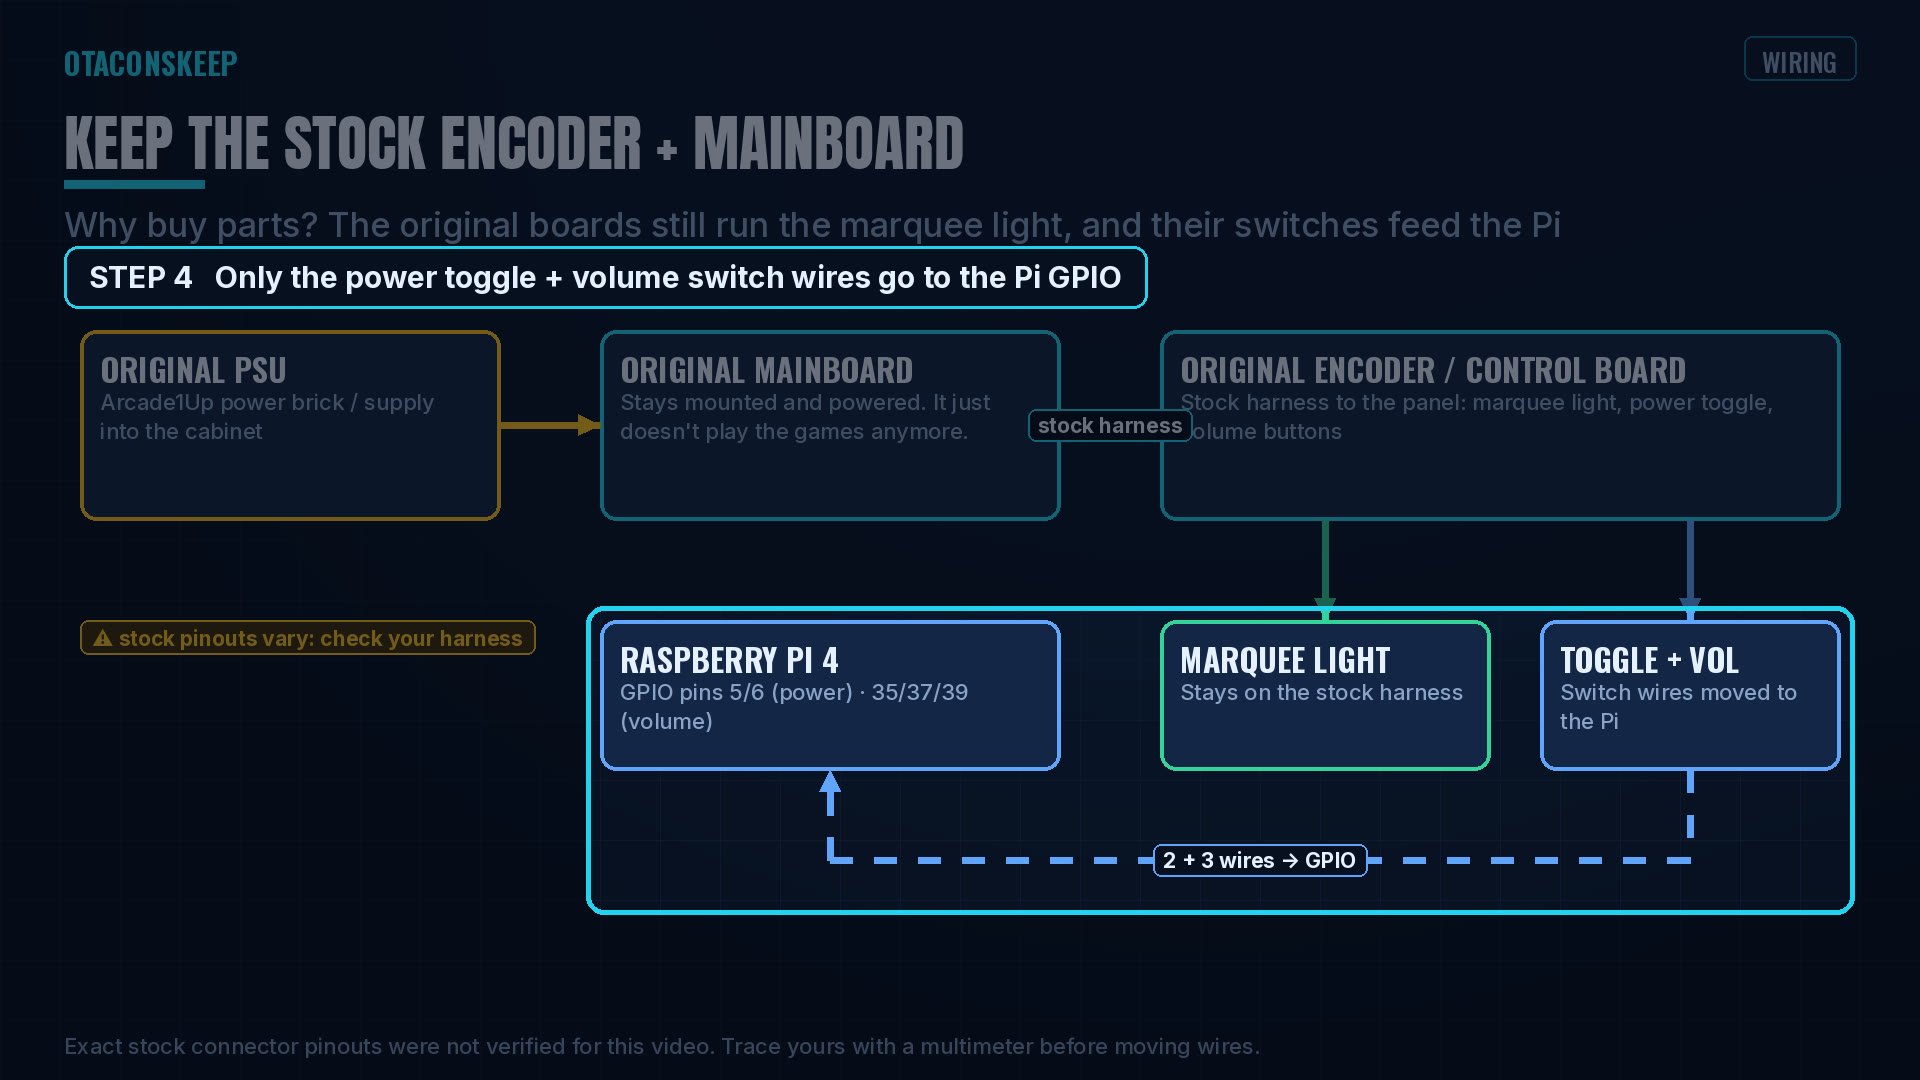 OTACONSKEEP
WIRING
KEEP THE STOCK ENCODER + MAINBOARD
Why buy parts? The original boards still run the marquee light, and their switches feed the Pi
STEP 4 Only the power toggle + volume switch wires go to the Pi GPIO
ORIGINAL PSU
Arcade1Up power brick / supply
into the cabinet
ORIGINAL MAINBOARD
Stays mounted and powered. It just
doesn't play the games anymore.
stock harness
ORIGINAL ENCODER / CONTROL BOARD
Stock harness to the panel: marquee light, power toggle,
olume buttons
⚠ stock pinouts vary: check your harness
RASPBERRY PI 4
GPIO pins 5/6 (power) · 35/37/39
(volume)
MARQUEE LIGHT
Stays on the stock harness
TOGGLE + VOL
Switch wires moved to
the Pi
2 + 3 wires → GPIO
Exact stock connector pinouts were not verified for this video. Trace yours with a multimeter before moving wires.